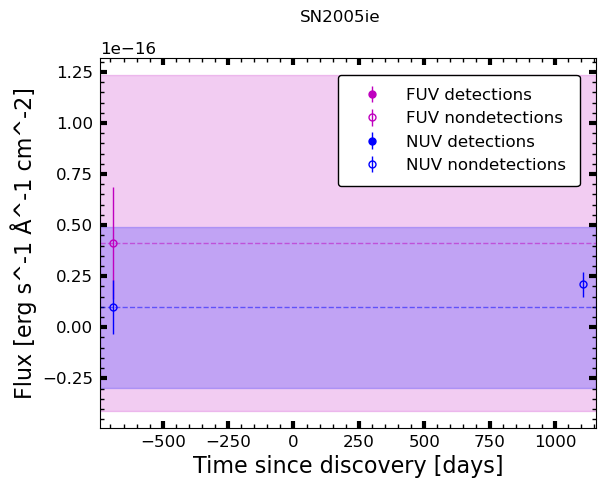 SN2005ie
1e−16
FUV detections
FUV nondetections
NUV detections
NUV nondetections
1.25
1.00
0.75
0.50
0.25
0.00
−0.25
Flux [erg s^-1 Å^-1 cm^-2]
−500 −250 0 250 500 750 1000
Time since discovery [days]